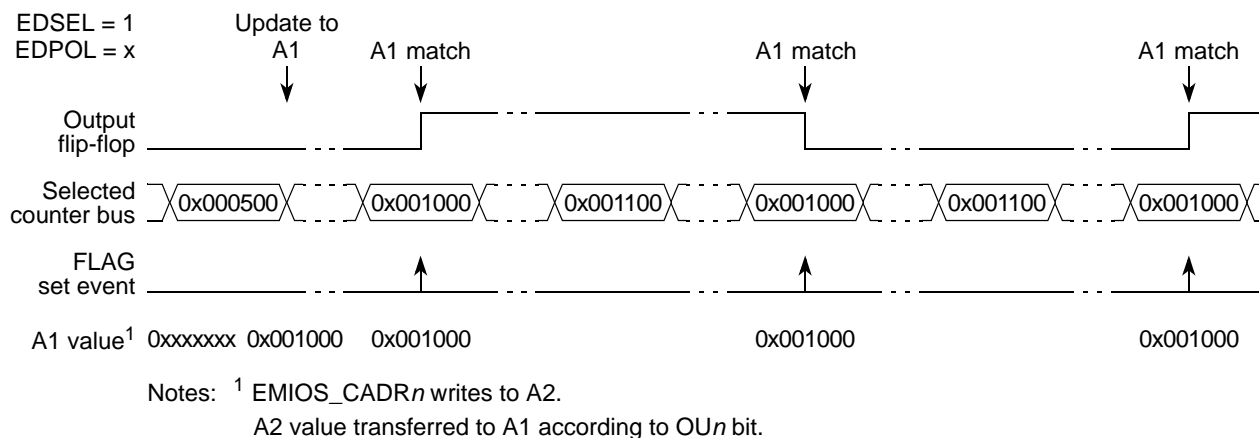 EDSEL = 1
EDPOL = x
Update to
A1
A1 match
A1 match
A1 match
Output
flip-flop
Selected
counter bus
0x000500
0x001000
0x001100
0x001000
0x001100
0x001000
FLAG
set event
A1 value1 0xxxxxxx 0x001000 0x001000 0x001000 0x001000
Notes: 1 EMIOS_CADRn writes to A2.
A2 value transferred to A1 according to OUn bit.